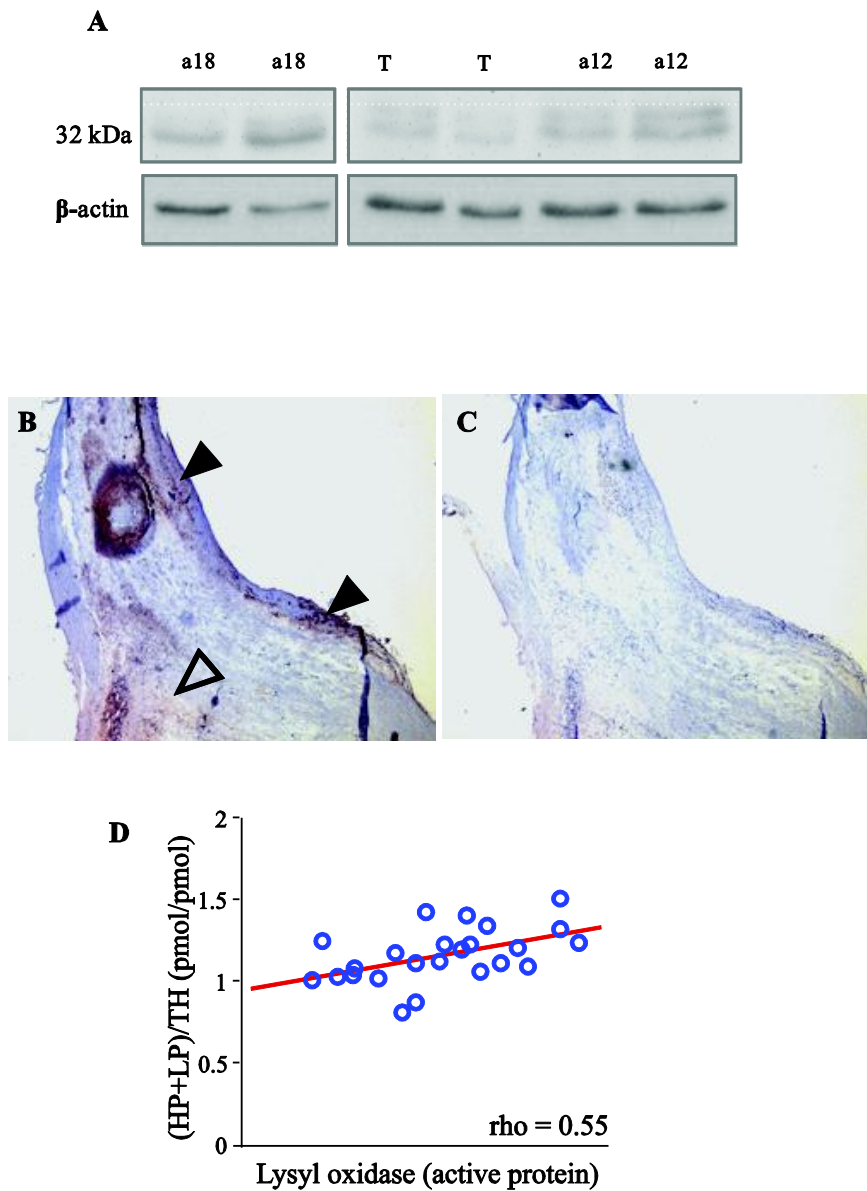 A
a18 a18 T T a12 a12
32 kDa
β-actin
B
C
D
2
1.5
1
0.5
0
(HP+LP)/TH (pmol/pmol)
rho = 0.55
Lysyl oxidase (active protein)